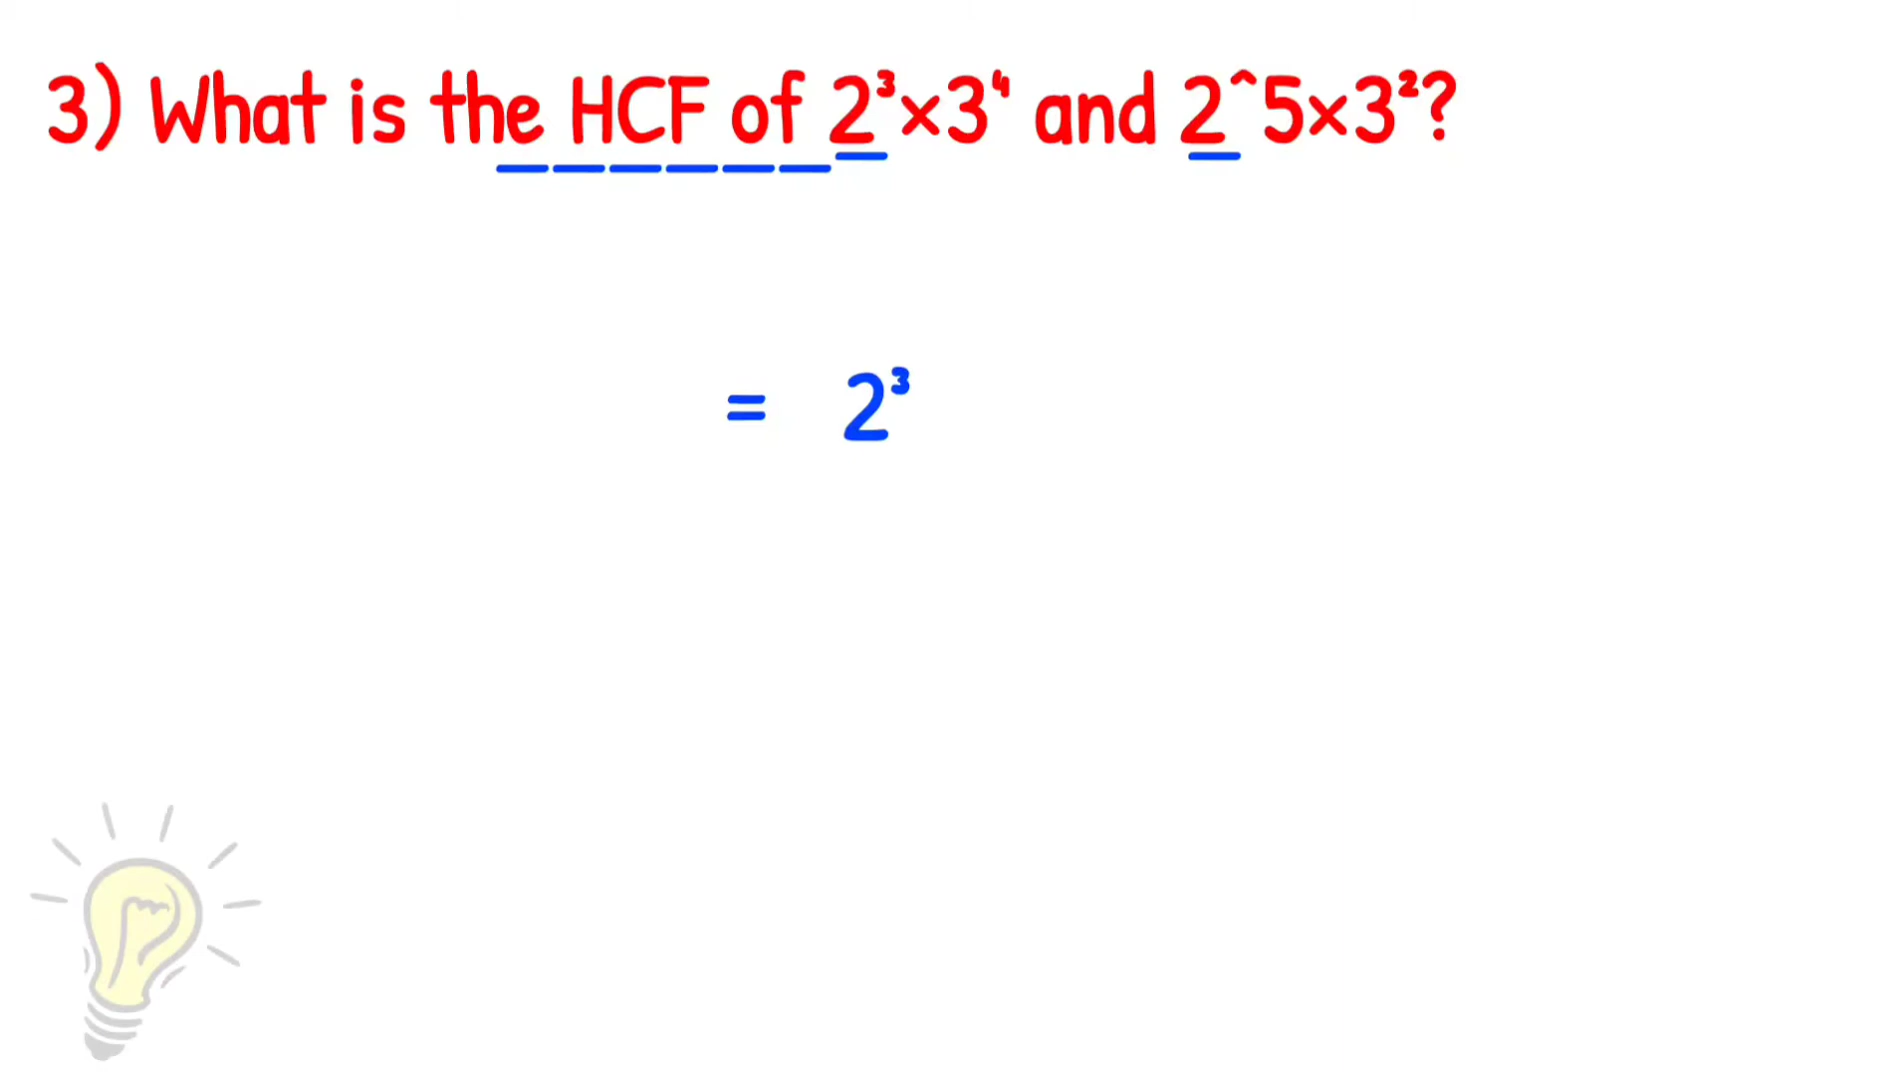 3) What is the HCF of 2³×3⁴ and 2^5×3²?
= 2³